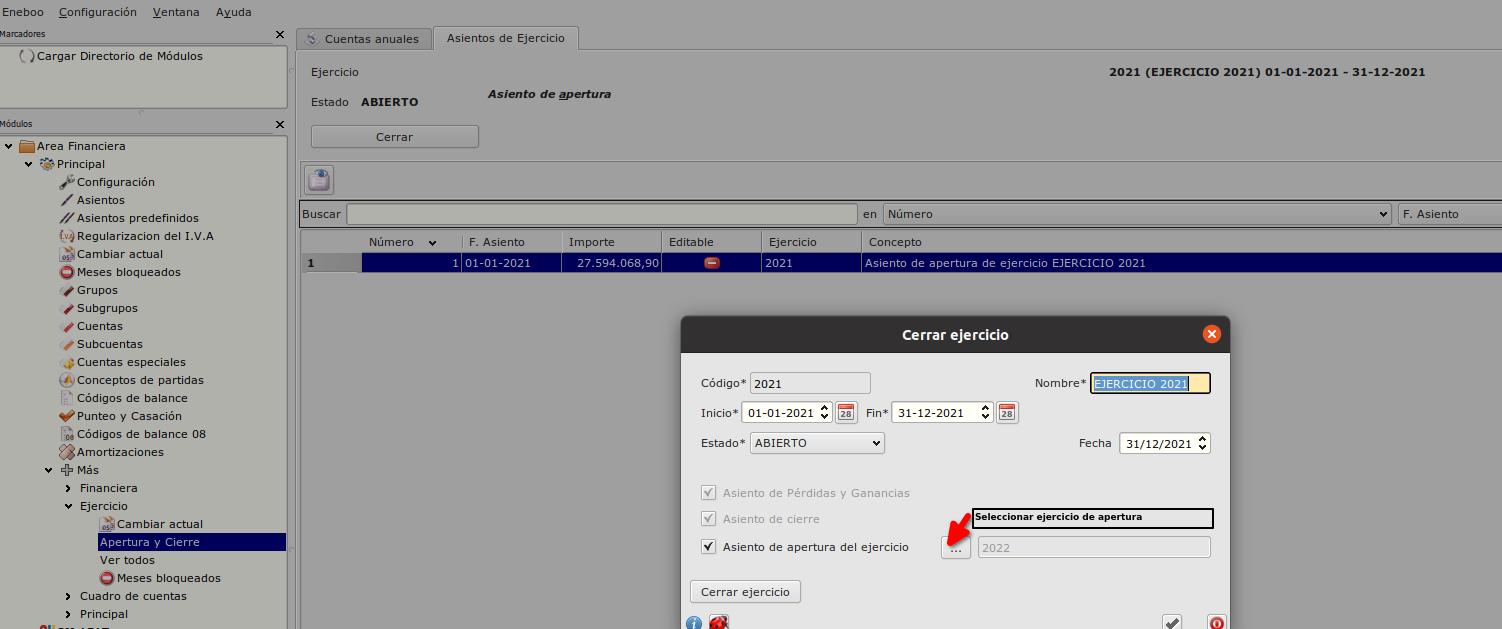 Eneboo Configuración Ventana Ayuda
Marcadores
Cargar Directorio de Módulos
Módulos
Area Financiera
Principal
Configuración
Asientos
Asientos predefinidos
Regularizacion del I.V.A
Cambiar actual
Meses bloqueados
Grupos
Subgrupos
Cuentas
Subcuentas
Cuentas especiales
Conceptos de partidas
Códigos de balance
Punteo y Casación
Códigos de balance 08
Amortizaciones
Más
Financiera
Ejercicio
Cambiar actual
Apertura y Cierre
Ver todos
Meses bloqueados
Cuadro de cuentas
Principal
Cuentas anuales Asientos de Ejercicio
Ejercicio 2021 (EJERCICIO 2021) 01-01-2021 - 31-12-2021
Estado ABIERTO Asiento de apertura
Cerrar
Buscar en Número F. Asiento
Número F. Asiento Importe Editable Ejercicio Concepto
1 1 01-01-2021 27.594.068,90 2021 Asiento de apertura de ejercicio EJERCICIO 2021
Cerrar ejercicio
Código* 2021 Nombre* EJERCICIO 2021
Inicio* 01-01-2021 28 Fin* 31-12-2021 28
Estado* ABIERTO Fecha 31/12/2021
Asiento de Pérdidas y Ganancias
Asiento de cierre Seleccionar ejercicio de apertura
Asiento de apertura del ejercicio ... 2022
Cerrar ejercicio